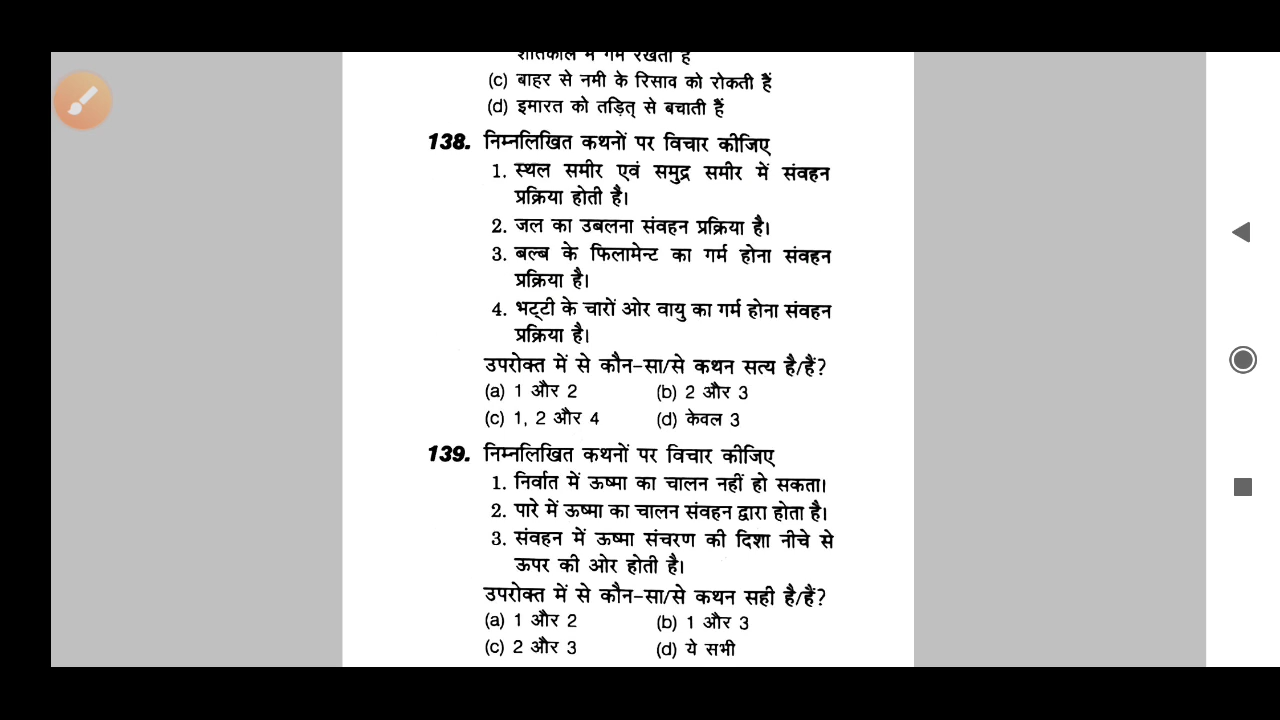 शीतकाल में गर्म रखती हैं
(c) बाहर से नमी के रिसाव को रोकती हैं
(d) इमारत को तड़ित् से बचाती हैं
138. निम्नलिखित कथनों पर विचार कीजिए
1. स्थल समीर एवं समुद्र समीर में संवहन
प्रक्रिया होती है।
2. जल का उबलना संवहन प्रक्रिया है।
3. बल्ब के फिलामेन्ट का गर्म होना संवहन
प्रक्रिया है।
4. भट्टी के चारों ओर वायु का गर्म होना संवहन
प्रक्रिया है।
उपरोक्त में से कौन-सा/से कथन सत्य है/हैं?
(a) 1 और 2 (b) 2 और 3
(c) 1, 2 और 4 (d) केवल 3
139. निम्नलिखित कथनों पर विचार कीजिए
1. निर्वात में ऊष्मा का चालन नहीं हो सकता।
2. पारे में ऊष्मा का चालन संवहन द्वारा होता है।
3. संवहन में ऊष्मा संचरण की दिशा नीचे से
ऊपर की ओर होती है।
उपरोक्त में से कौन-सा/से कथन सही है/हैं?
(a) 1 और 2 (b) 1 और 3
(c) 2 और 3 (d) ये सभी